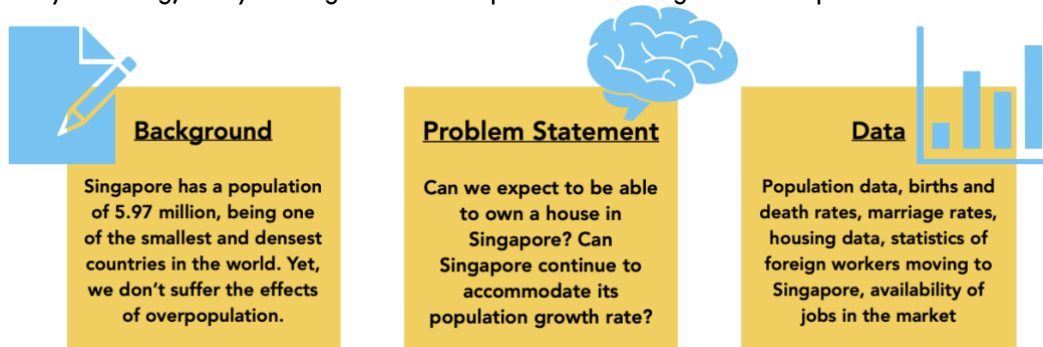 Background
Singapore has a population
of 5.97 million, being one
of the smallest and densest
countries in the world. Yet,
we don't suffer the effects
of overpopulation.
Problem Statement
Can we expect to be able
to own a house in
Singapore? Can
Singapore continue to
accommodate its
population growth rate?
Data
Population data, births and
death rates, marriage rates,
housing data, statistics of
foreign workers moving to
Singapore, availability of
jobs in the market